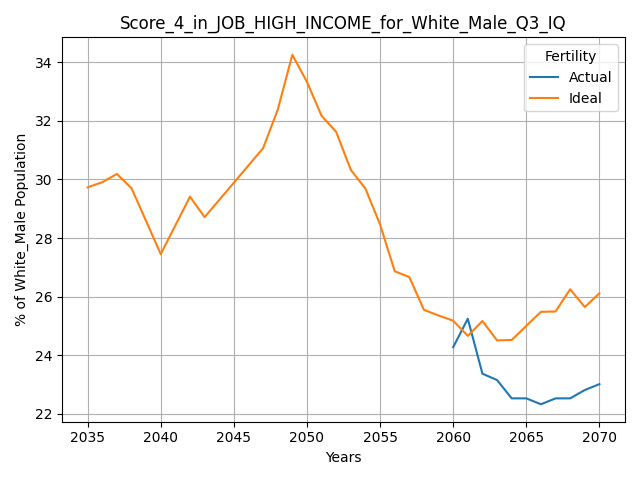 Score_4_in_JOB_HIGH_INCOME_for_White_Male_Q3_IQ
Fertility
Actual
Ideal
% of White_Male Population
34
32
30
28
26
24
22
2035 2040 2045 2050 2055 2060 2065 2070
Years